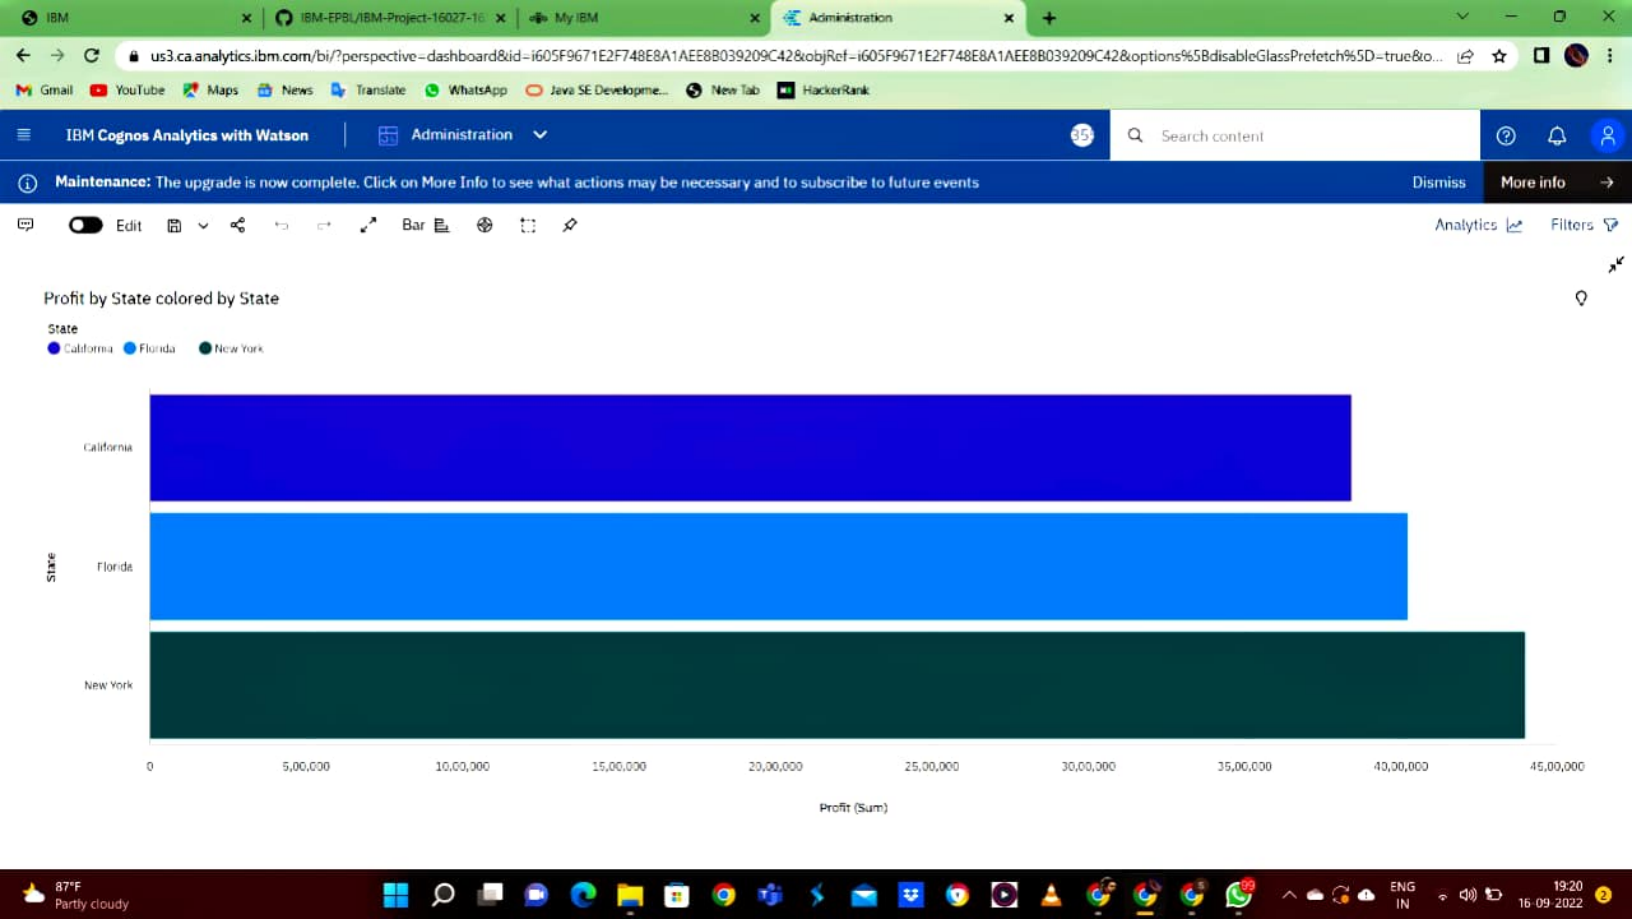 IBM
IBM-EPBL/IBM-Project-16027-16
My IBM
Administration
us3.ca.analytics.ibm.com/bi/?perspective=dashboard&id=i605F9671E2F748E8A1AEE8B039209C42&objRef=i605F9671E2F748E8A1AEE8B039209C42&options%5BdisableGlassPrefetch%5D=true&o...
Gmail YouTube Maps News Translate WhatsApp Java SE Developme... New Tab HackerRank
IBM Cognos Analytics with Watson
Administration
35
Search content
Maintenance: The upgrade is now complete. Click on More Info to see what actions may be necessary and to subscribe to future events
Dismiss
More info
Edit
Bar
Analytics
Filters
Profit by State colored by State
State
California Florida New York
California
Florida
New York
State
0 5,00,000 10,00,000 15,00,000 20,00,000 25,00,000 30,00,000 35,00,000 40,00,000 45,00,000
Profit (Sum)
87°F
Partly cloudy
99
ENG
IN
19:20
16-09-2022
2